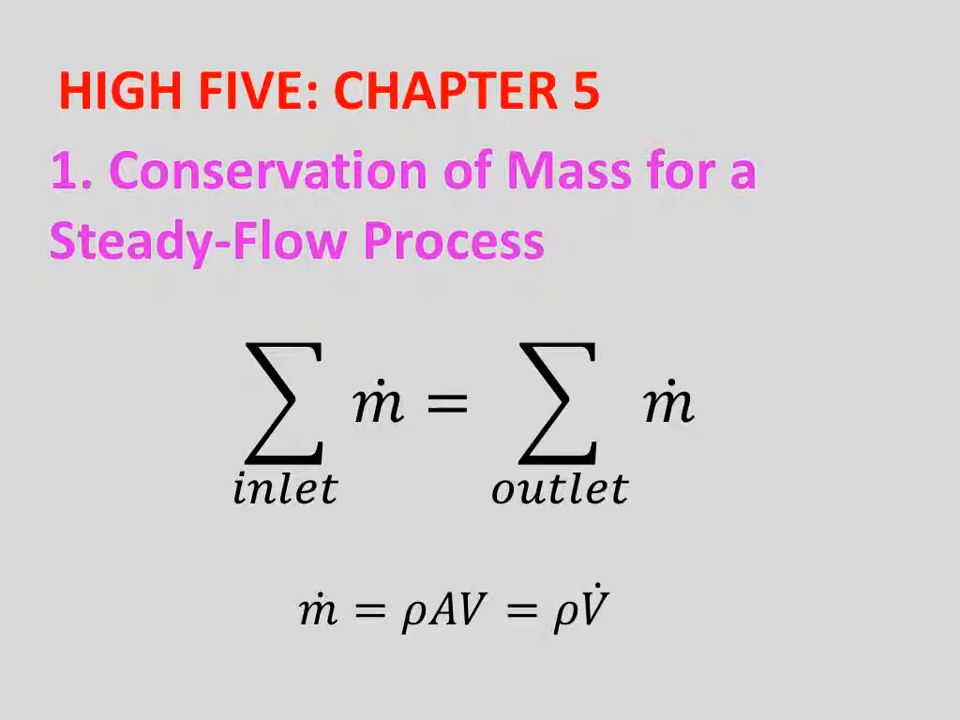 HIGH FIVE: CHAPTER 5
1. Conservation of Mass for a
Steady-Flow Process
∑ ṁ = ∑ ṁ
inlet outlet
ṁ = ρAV = ρV̇